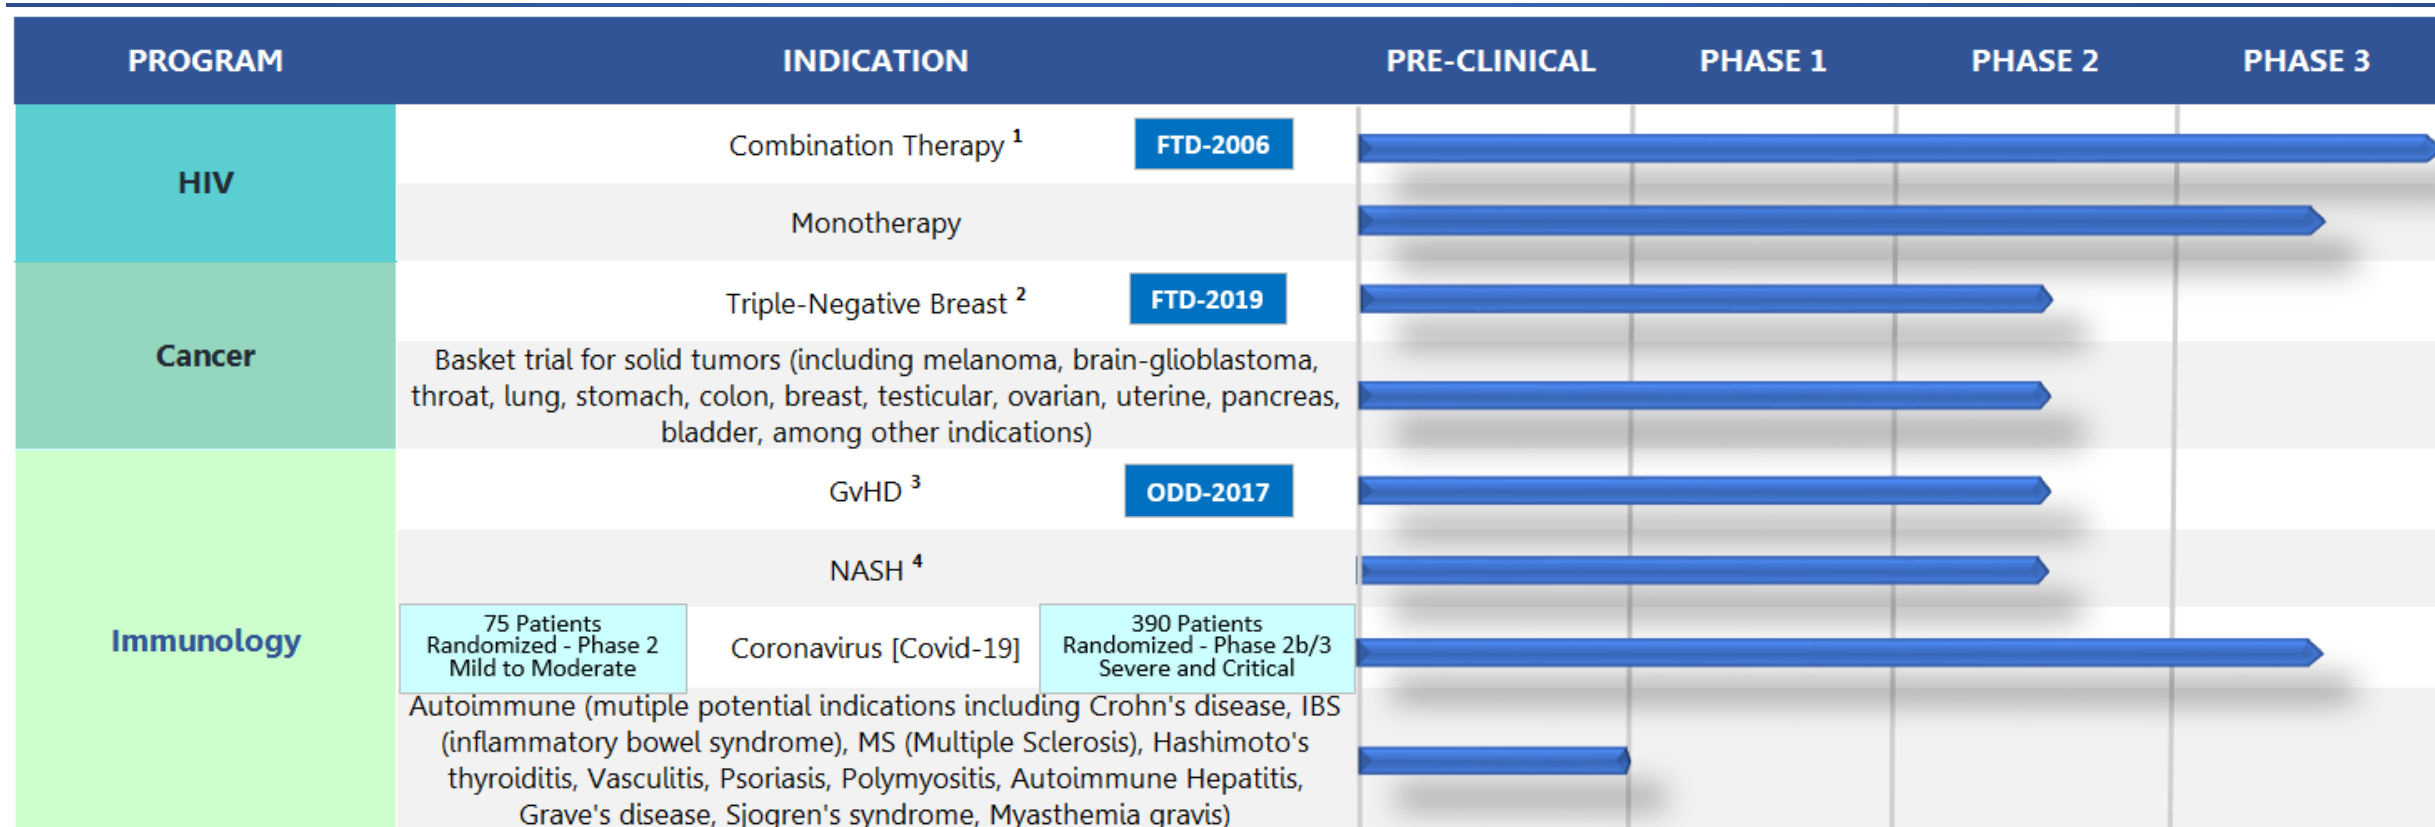 PROGRAM INDICATION PRE-CLINICAL PHASE 1 PHASE 2 PHASE 3
HIV
Combination Therapy 1
FTD-2006
Monotherapy
Cancer
Triple-Negative Breast 2
FTD-2019
Basket trial for solid tumors (including melanoma, brain-glioblastoma,
throat, lung, stomach, colon, breast, testicular, ovarian, uterine, pancreas,
bladder, among other indications)
Immunology
GvHD 3
ODD-2017
NASH 4
75 Patients
Randomized - Phase 2
Mild to Moderate
Coronavirus [Covid-19]
390 Patients
Randomized - Phase 2b/3
Severe and Critical
Autoimmune (mutiple potential indications including Crohn's disease, IBS
(inflammatory bowel syndrome), MS (Multiple Sclerosis), Hashimoto's
thyroiditis, Vasculitis, Psoriasis, Polymyositis, Autoimmune Hepatitis,
Grave's disease, Sjogren's syndrome, Myasthemia gravis)